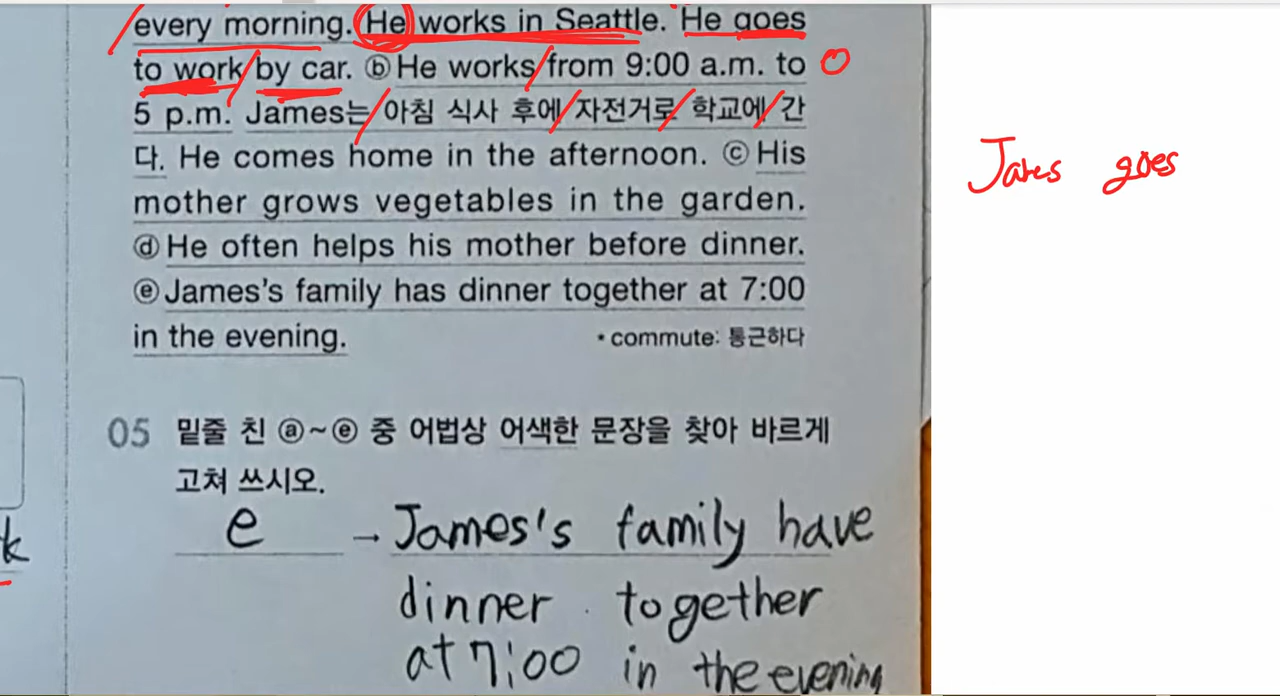 every morning. He works in Seattle. He goes
to work by car. ⓑ He works from 9:00 a.m. to
5 p.m. James는 아침 식사 후에 자전거로 학교에 간
다. He comes home in the afternoon. ⓒ His
mother grows vegetables in the garden.
ⓓ He often helps his mother before dinner.
ⓔ James's family has dinner together at 7:00
in the evening.
• commute: 통근하다
James goes
05 밑줄 친 ⓐ~ⓔ 중 어법상 어색한 문장을 찾아 바르게
고쳐 쓰시오.
e → James's family have
dinner together
at 7:00 in the evening
k